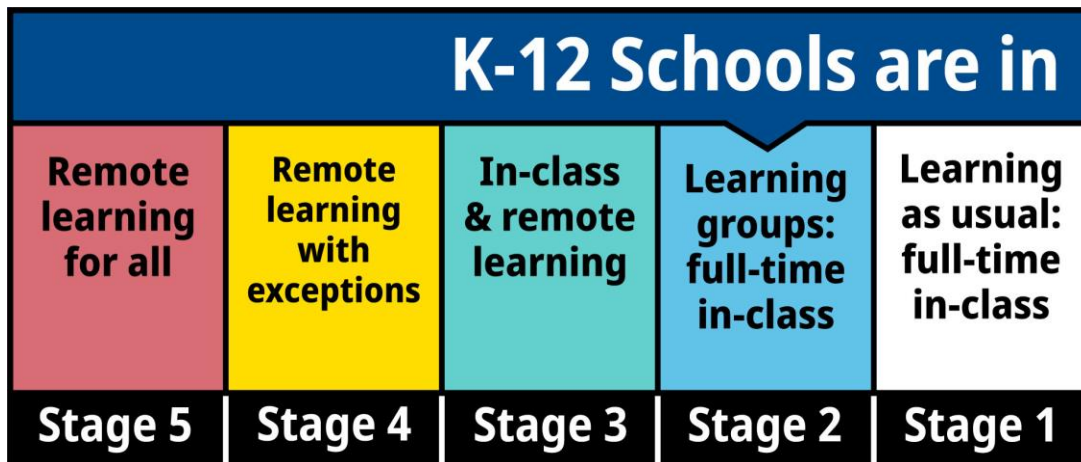 K-12 Schools are in
Remote
learning
for all
Remote
learning
with
exceptions
In-class
& remote
learning
Learning
groups:
full-time
in-class
Learning
as usual:
full-time
in-class
Stage 5
Stage 4
Stage 3
Stage 2
Stage 1